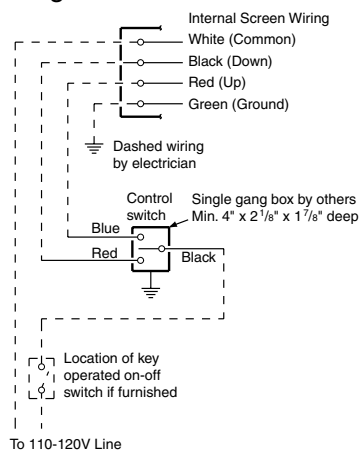 Internal Screen Wiring
White (Common)
Black (Down)
Red (Up)
Green (Ground)
Dashed wiring
by electrician
Control
switch
Single gang box by others
Min. 4" x 2 1/8" x 1 7/8" deep
Blue
Red
Black
Location of key
operated on-off
switch if furnished
To 110-120V Line